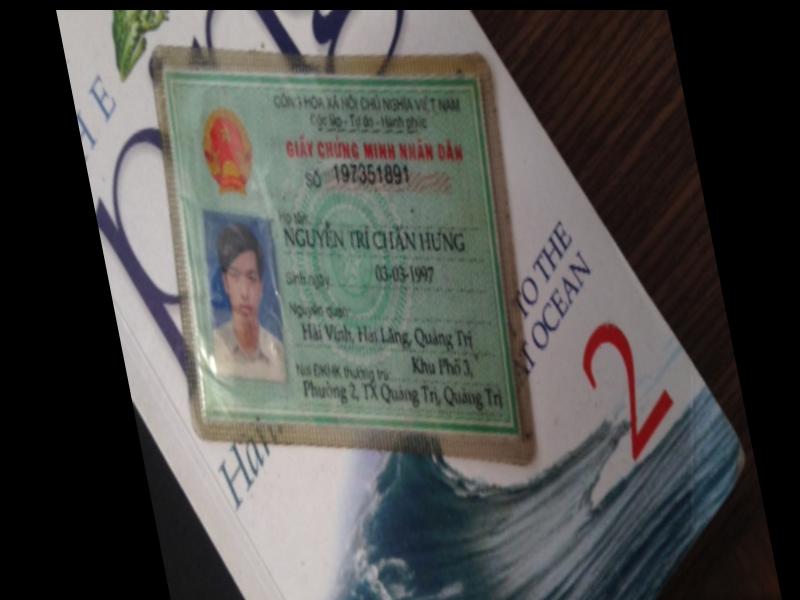 HE
CỘNG HÒA XÃ HỘI CHỦ NGHĨA VIỆT NAM
Độc lập - Tự do - Hạnh phúc
GIẤY CHỨNG MINH NHÂN DÂN
SỐ 197351891
Họ tên:
NGUYỄN TRÍ CHẤN HƯNG
Sinh ngày: 03-03-1997
Nguyên quán:
Hải Vĩnh, Hải Lăng, Quảng Trị
Nơi ĐKHK thường trú: Khu Phố 3,
Phường 2, TX Quảng Trị, Quảng Trị
TO THE
OCEAN
2